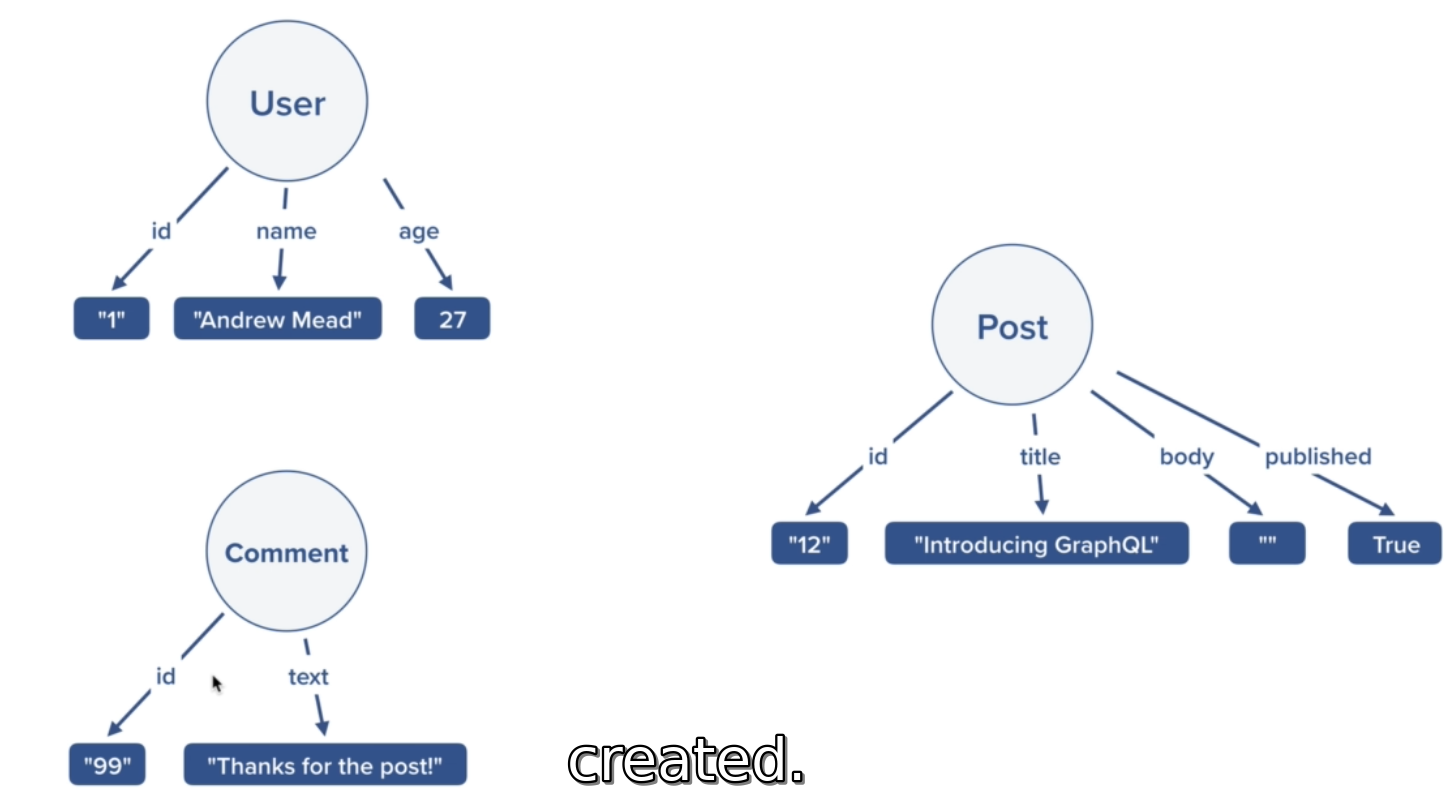 User
id name age
"1" "Andrew Mead" 27
Post
id title body published
"12" "Introducing GraphQL" "" True
Comment
id text
"99" "Thanks for the post!"
created.